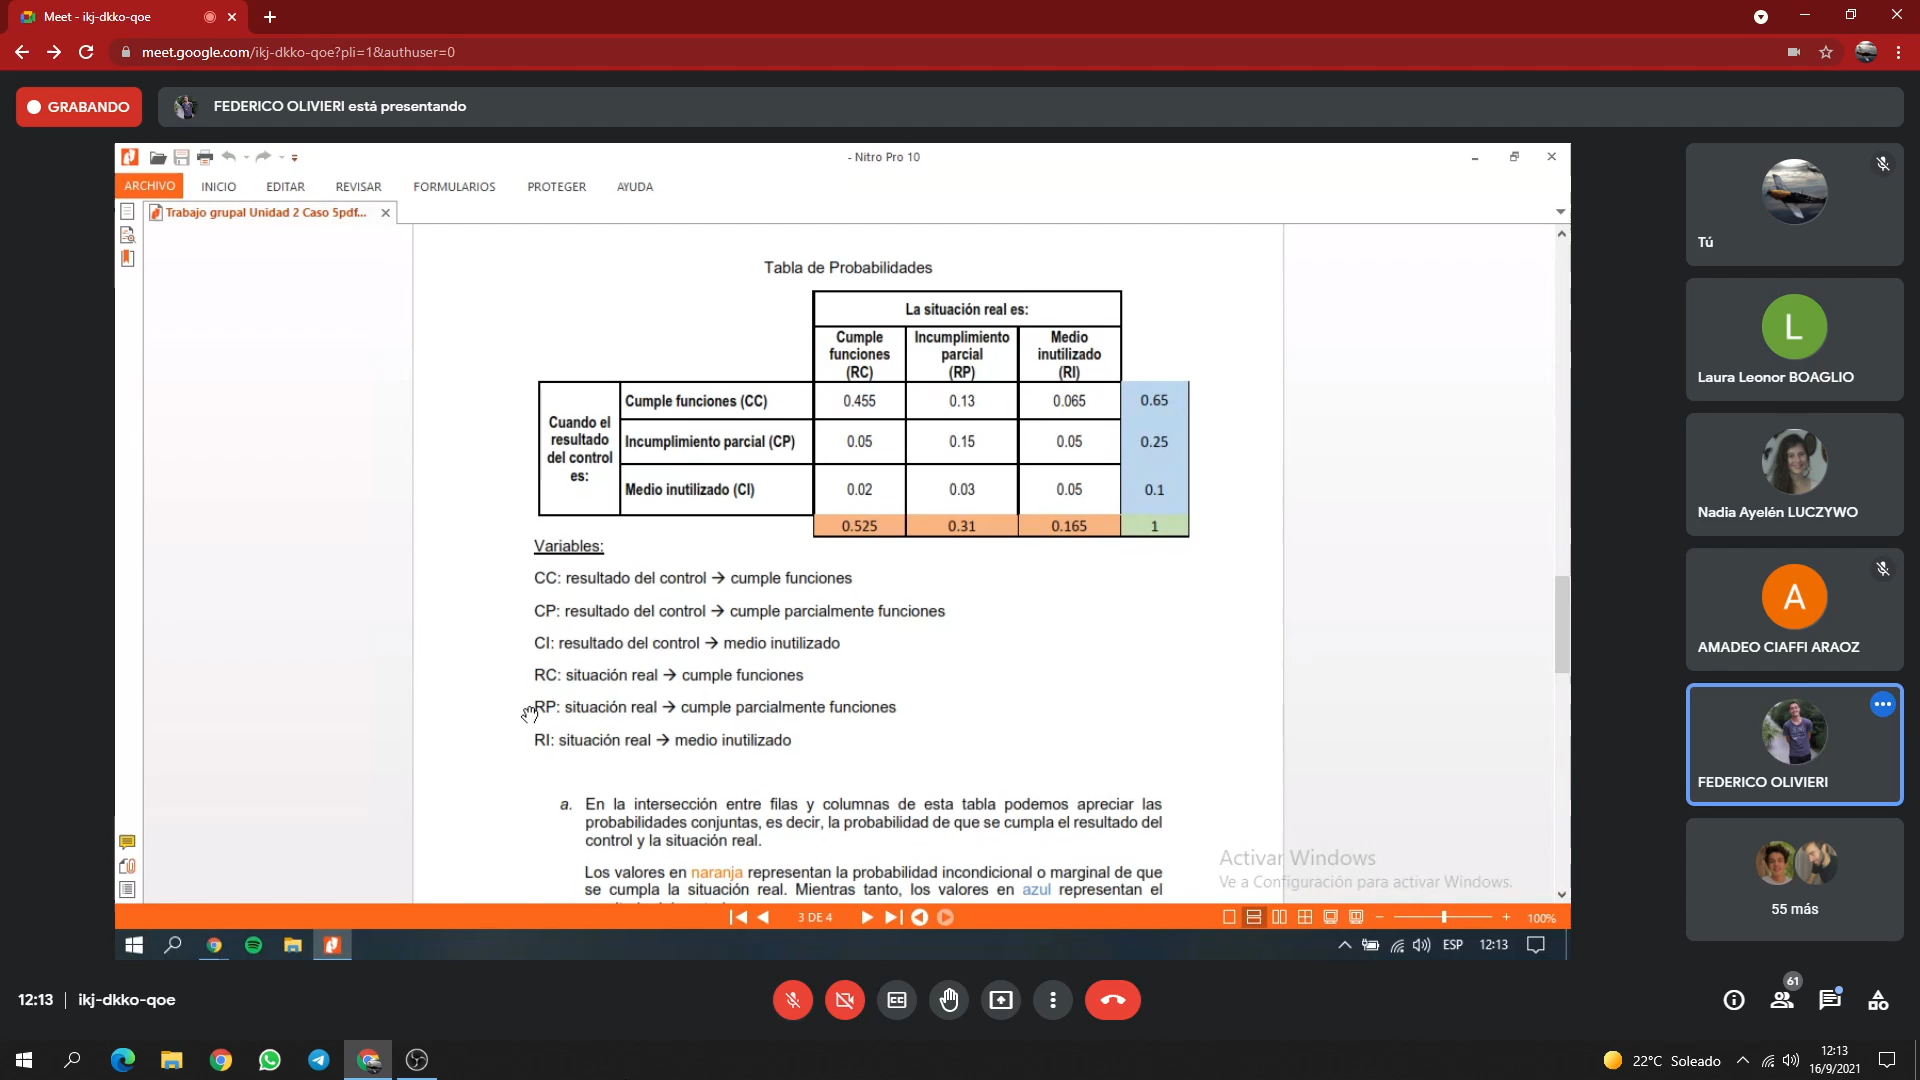 Meet - ikj-dkko-qoe
meet.google.com/ikj-dkko-qoe?pli=1&authuser=0
GRABANDO
FEDERICO OLIVIERI está presentando
- Nitro Pro 10
ARCHIVO INICIO EDITAR REVISAR FORMULARIOS PROTEGER AYUDA
Trabajo grupal Unidad 2 Caso 5pdf...
Tabla de Probabilidades
La situación real es:
Cumple funciones (RC) Incumplimiento parcial (RP) Medio inutilizado (RI)
Cuando el resultado del control es:
Cumple funciones (CC) 0.455 0.13 0.065 0.65
Incumplimiento parcial (CP) 0.05 0.15 0.05 0.25
Medio inutilizado (CI) 0.02 0.03 0.05 0.1
0.525 0.31 0.165 1
Variables:
CC: resultado del control → cumple funciones
CP: resultado del control → cumple parcialmente funciones
CI: resultado del control → medio inutilizado
RC: situación real → cumple funciones
RP: situación real → cumple parcialmente funciones
RI: situación real → medio inutilizado
a. En la intersección entre filas y columnas de esta tabla podemos apreciar las
probabilidades conjuntas, es decir, la probabilidad de que se cumpla el resultado del
control y la situación real.
Los valores en naranja representan la probabilidad incondicional o marginal de que
se cumpla la situación real. Mientras tanto, los valores en azul representan el
Activar Windows
Ve a Configuración para activar Windows.
3 DE 4
100%
ESP 12:13
Tú
L
Laura Leonor BOAGLIO
Nadia Ayelén LUCZYWO
A
AMADEO CIAFFI ARAOZ
FEDERICO OLIVIERI
55 más
12:13 | ikj-dkko-qoe
61
22°C Soleado
12:13
16/9/2021